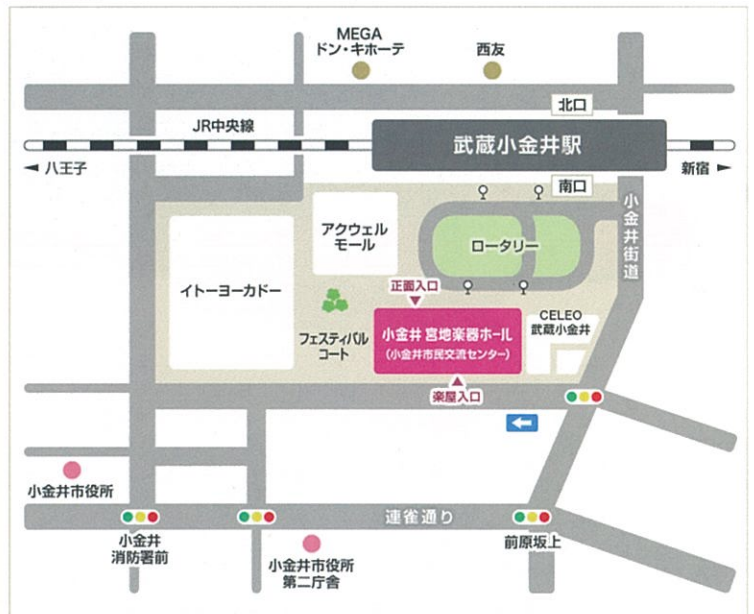 MEGA
ドン・キホーテ
西友
北口
JR中央線
武蔵小金井駅
八王子
新宿
南口
小金井街道
アクウェル
モール
ロータリー
イトーヨーカドー
正面入口
CELEO
武蔵小金井
小金井 宮地楽器ホール
(小金井市民交流センター)
フェスティバル
コート
楽屋入口
小金井市役所
連雀通り
小金井
消防署前
前原坂上
小金井市役所
第二庁舎